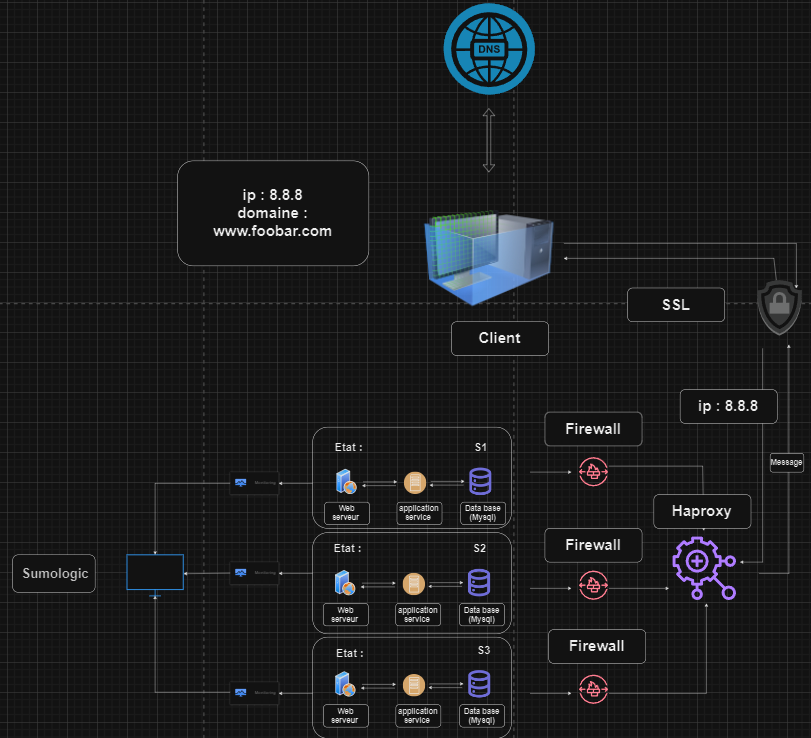 DNS
ip : 8.8.8
domaine :
www.foobar.com
SSL
Client
ip : 8.8.8
Firewall
Message
Etat :
S1
Monitoring
Web
serveur
application
service
Data base
(Mysql)
Haproxy
Firewall
Etat :
S2
Sumologic
Monitoring
Web
serveur
application
service
Data base
(Mysql)
Firewall
Etat :
S3
Monitoring
Web
serveur
application
service
Data base
(Mysql)